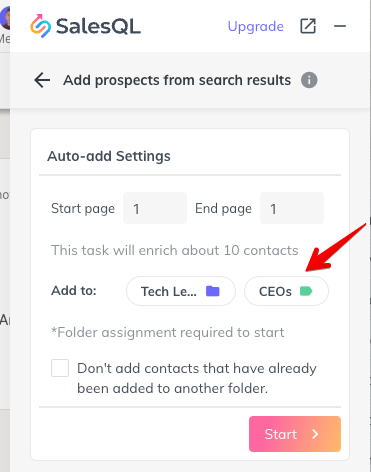 SalesQL
Upgrade
Me
Add prospects from search results
Auto-add Settings
Start page 1 End page 1
This task will enrich about 10 contacts
Add to: Tech Le... CEOs
*Folder assignment required to start
Don't add contacts that have already
been added to another folder.
Start